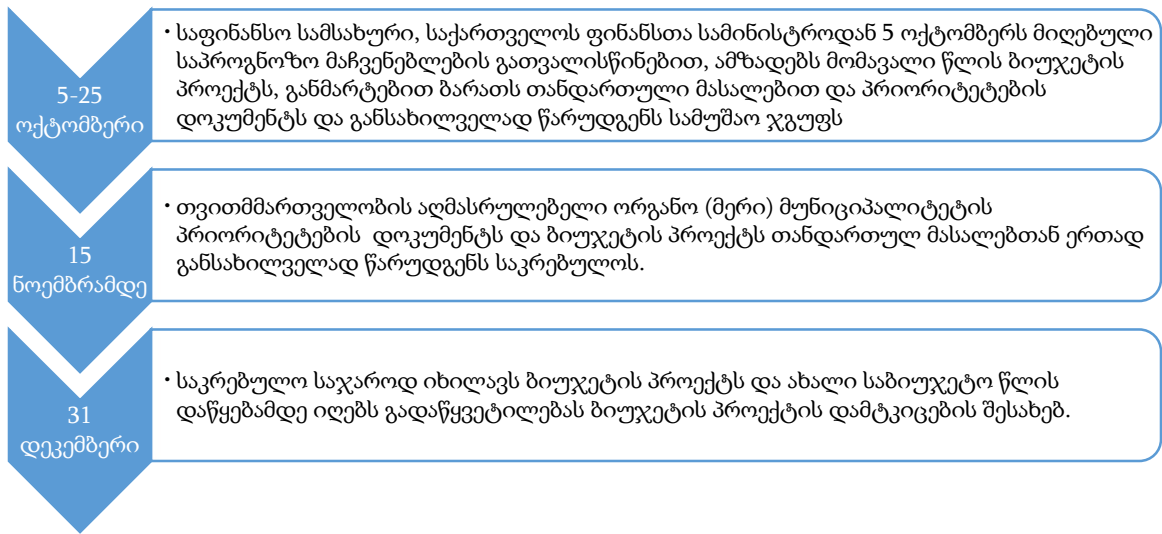 5-25
ოქტომბერი
· საფინანსო სამსახური, საქართველოს ფინანსთა სამინისტროდან 5 ოქტომბერს მიღებული
საპროგნოზო მაჩვენებლების გათვალისწინებით, ამზადებს მომავალი წლის ბიუჯეტის
პროექტს, განმარტებით ბარათს თანდართული მასალებით და პრიორიტეტების
დოკუმენტს და განსახილველად წარუდგენს სამუშაო ჯგუფს
15
ნოემბრამდე
· თვითმმართველობის აღმასრულებელი ორგანო (მერი) მუნიციპალიტეტის
პრიორიტეტების დოკუმენტს და ბიუჯეტის პროექტს თანდართულ მასალებთან ერთად
განსახილველად წარუდგენს საკრებულოს.
31
დეკემბერი
· საკრებულო საჯაროდ იხილავს ბიუჯეტის პროექტს და ახალი საბიუჯეტო წლის
დაწყებამდე იღებს გადაწყვეტილებას ბიუჯეტის პროექტის დამტკიცების შესახებ.